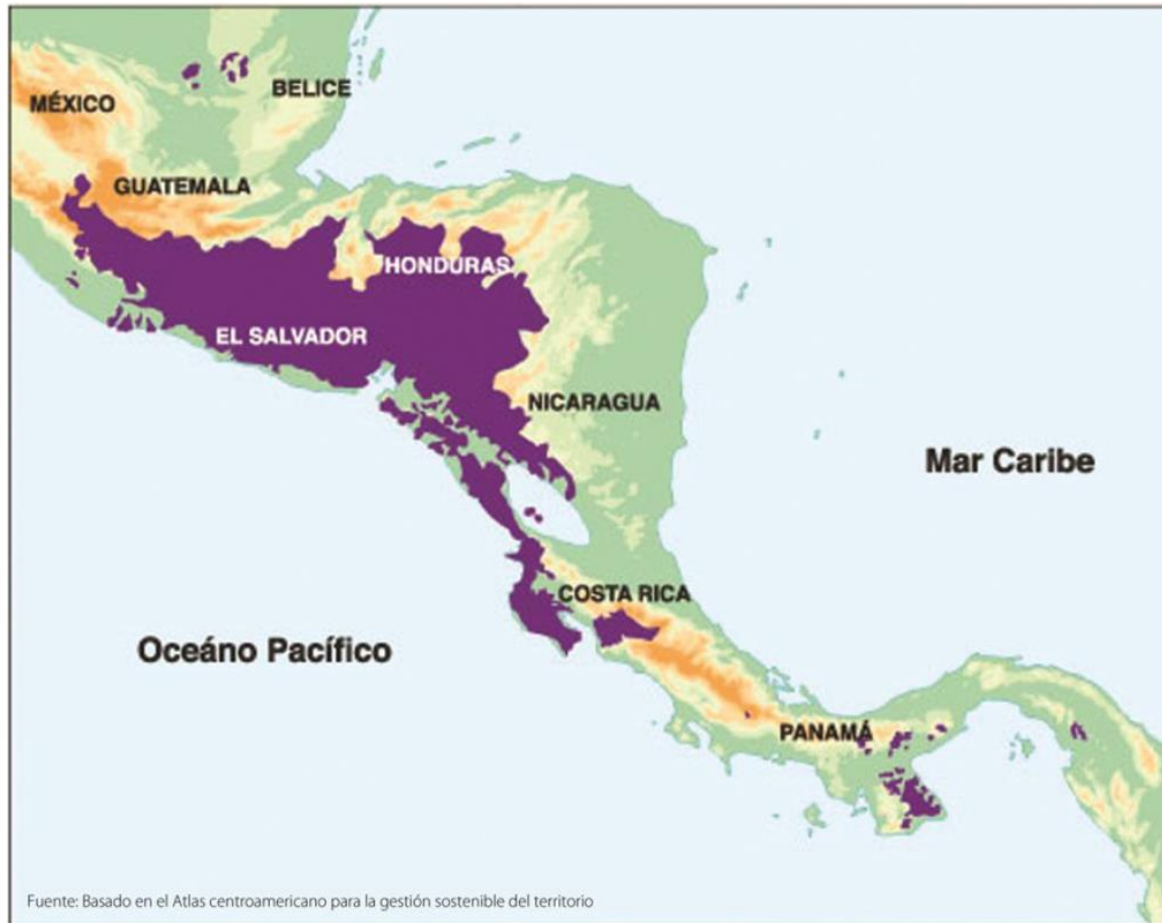 BELICE
MÉXICO
GUATEMALA
HONDURAS
EL SALVADOR
NICARAGUA
Mar Caribe
COSTA RICA
Oceáno Pacífico
PANAMÁ
Fuente: Basado en el Atlas centroamericano para la gestión sostenible del territorio